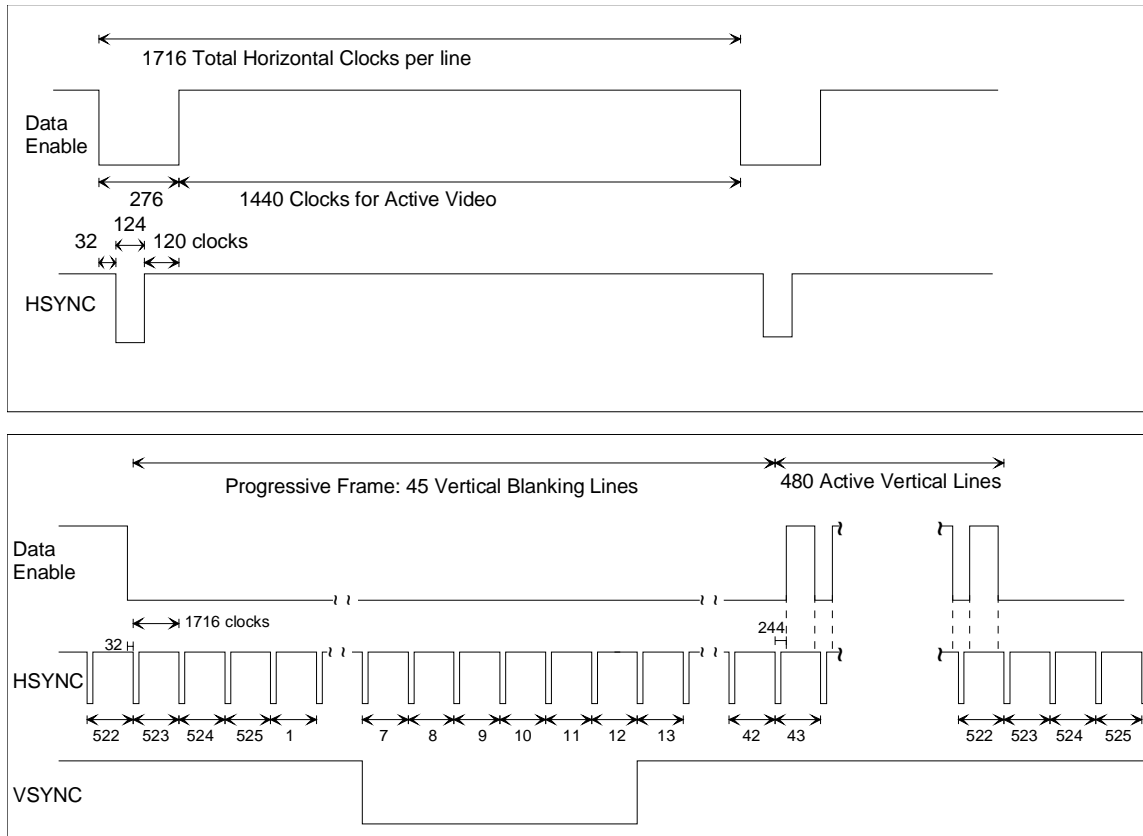 1716 Total Horizontal Clocks per line
Data
Enable
276
1440 Clocks for Active Video
124
32
120 clocks
HSYNC
Progressive Frame: 45 Vertical Blanking Lines
480 Active Vertical Lines
Data
Enable
1716 clocks
32
244
HSYNC
522 523 524 525 1 7 8 9 10 11 12 13 42 43 522 523 524 525
VSYNC